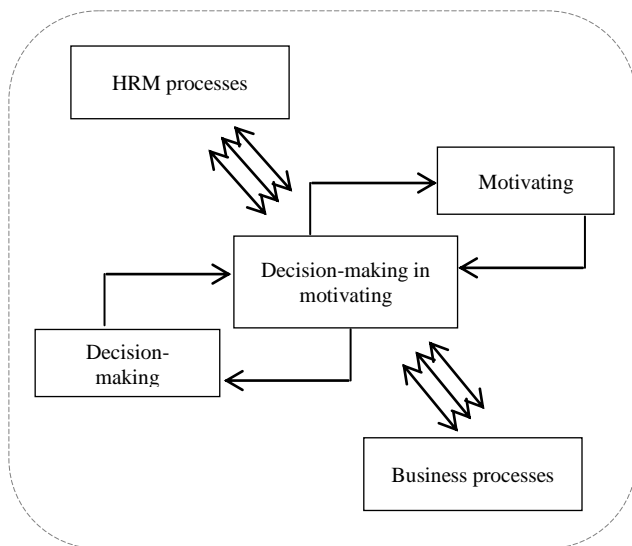 HRM processes
Motivating
Decision-making in
motivating
Decision-
making
Business processes